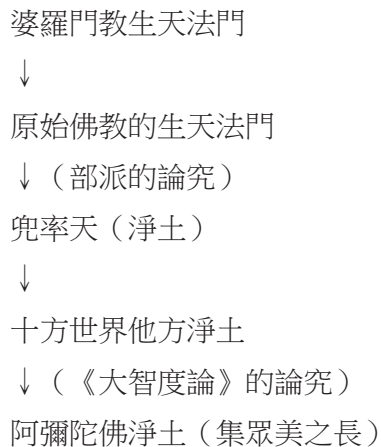 婆羅門教生天法門
↓
原始佛教的生天法門
↓（部派的論究）
兜率天（淨土）
↓
十方世界他方淨土
↓（《大智度論》的論究）
阿彌陀佛淨土（集眾美之長）